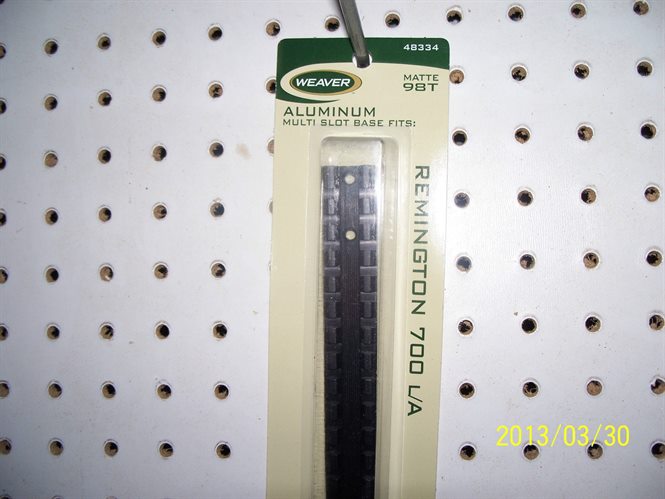 48334
WEAVER
MATTE
98T
ALUMINUM
MULTI SLOT BASE FITS:
REMINGTON 700 L/A
2013/03/30